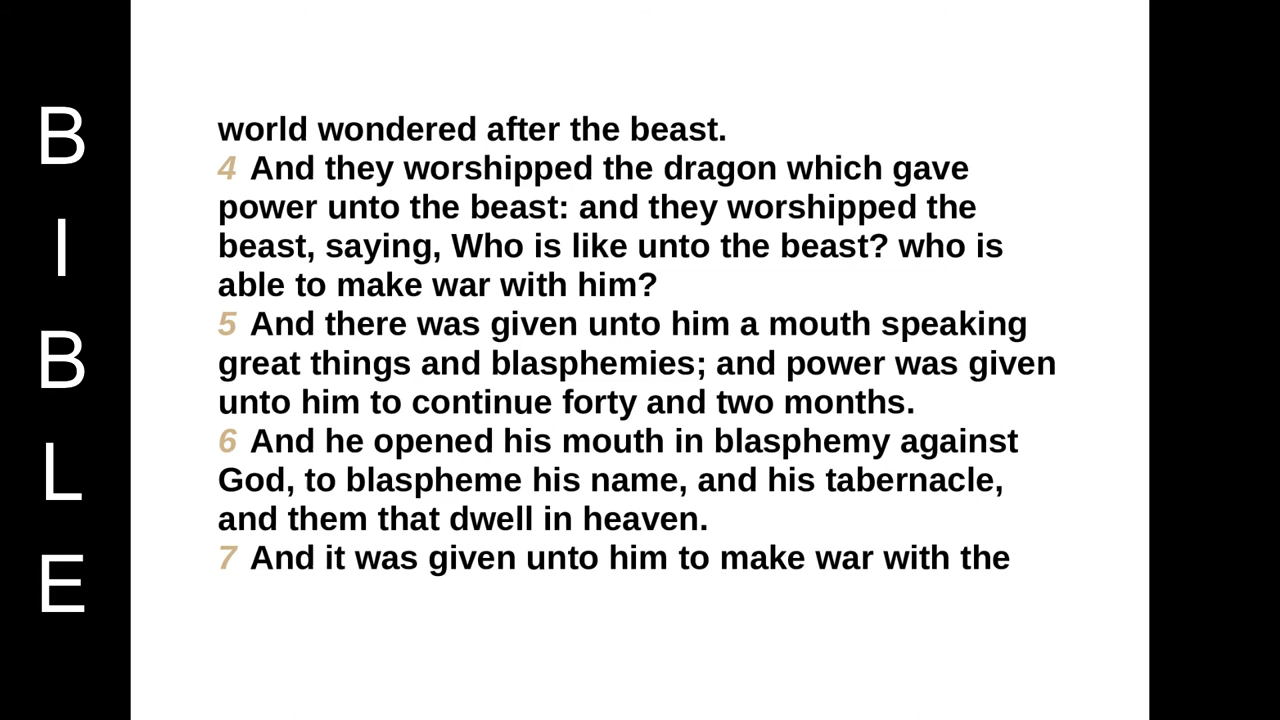 B
I
B
L
E
world wondered after the beast.
4 And they worshipped the dragon which gave
power unto the beast: and they worshipped the
beast, saying, Who is like unto the beast? who is
able to make war with him?
5 And there was given unto him a mouth speaking
great things and blasphemies; and power was given
unto him to continue forty and two months.
6 And he opened his mouth in blasphemy against
God, to blaspheme his name, and his tabernacle,
and them that dwell in heaven.
7 And it was given unto him to make war with the